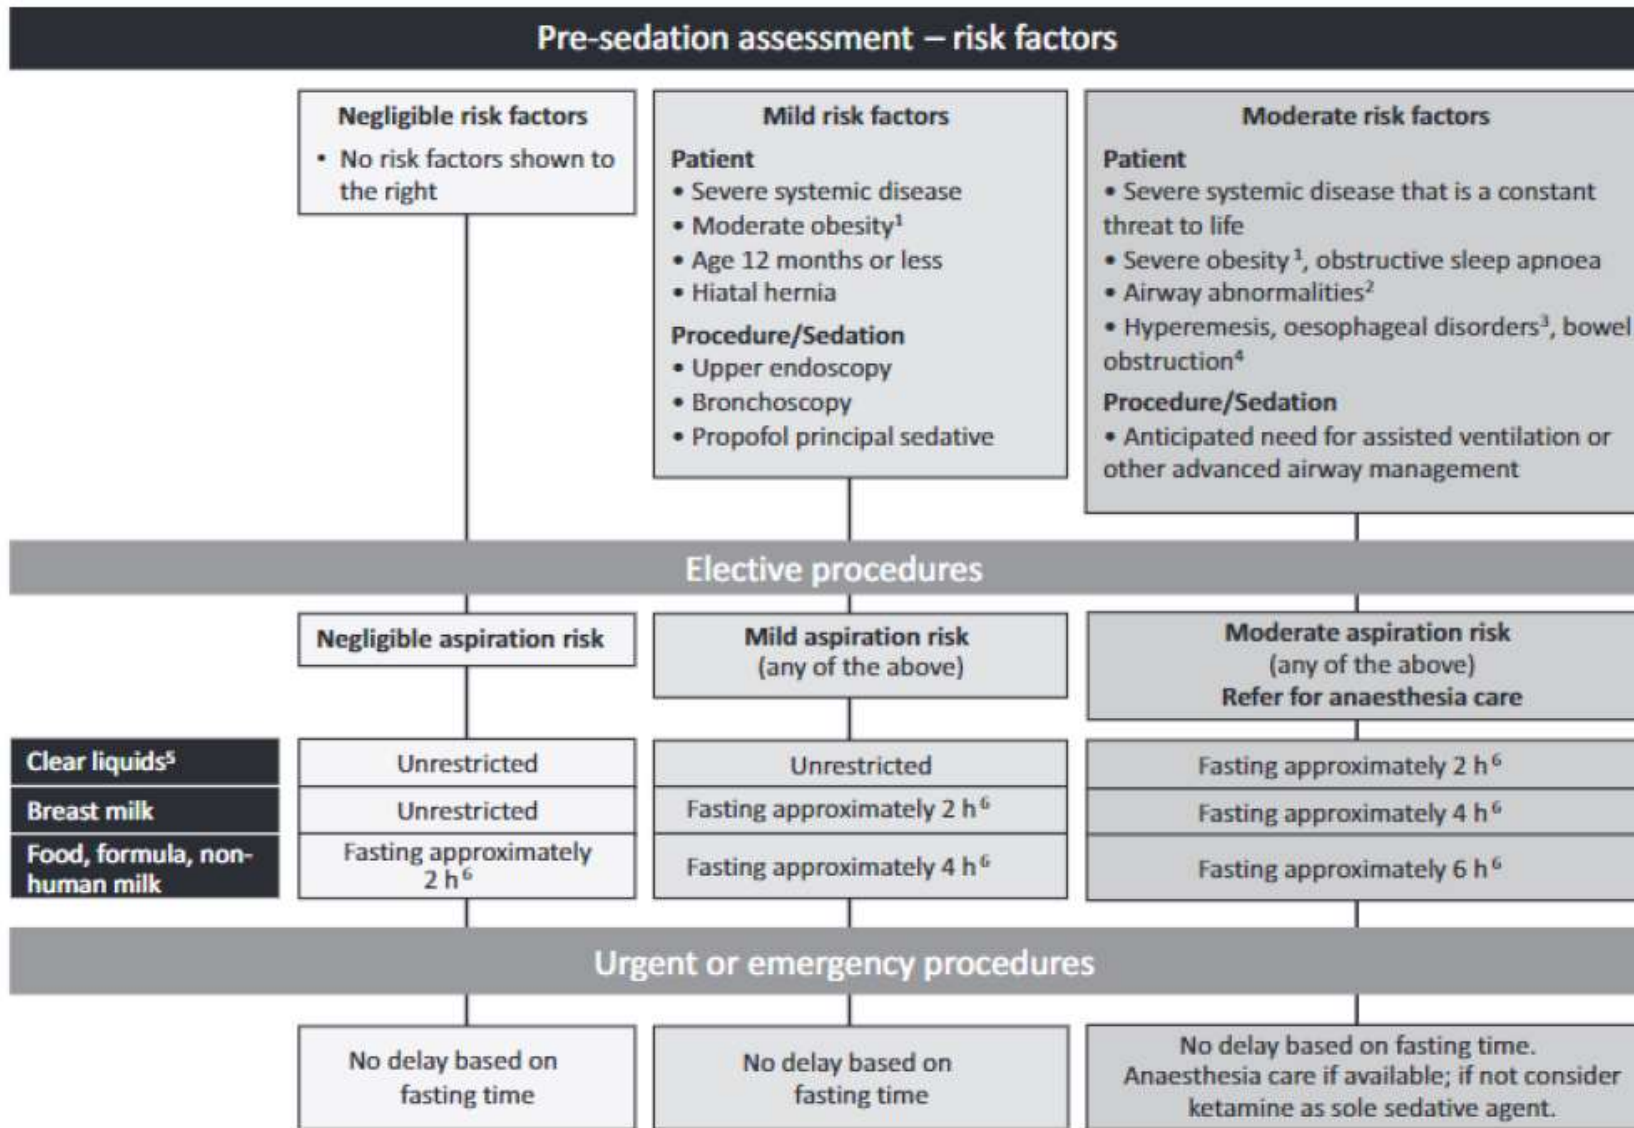 Pre-sedation assessment – risk factors
Negligible risk factors
• No risk factors shown to
the right
Mild risk factors
Patient
• Severe systemic disease
• Moderate obesity¹
• Age 12 months or less
• Hiatal hernia
Procedure/Sedation
• Upper endoscopy
• Bronchoscopy
• Propofol principal sedative
Moderate risk factors
Patient
• Severe systemic disease that is a constant
threat to life
• Severe obesity ¹, obstructive sleep apnoea
• Airway abnormalities²
• Hyperemesis, oesophageal disorders³, bowel
obstruction⁴
Procedure/Sedation
• Anticipated need for assisted ventilation or
other advanced airway management
Elective procedures
Negligible aspiration risk
Mild aspiration risk
(any of the above)
Moderate aspiration risk
(any of the above)
Refer for anaesthesia care
Clear liquids⁵
Unrestricted
Unrestricted
Fasting approximately 2 h⁶
Breast milk
Unrestricted
Fasting approximately 2 h⁶
Fasting approximately 4 h⁶
Food, formula, non-
human milk
Fasting approximately
2 h⁶
Fasting approximately 4 h⁶
Fasting approximately 6 h⁶
Urgent or emergency procedures
No delay based on
fasting time
No delay based on
fasting time
No delay based on fasting time.
Anaesthesia care if available; if not consider
ketamine as sole sedative agent.